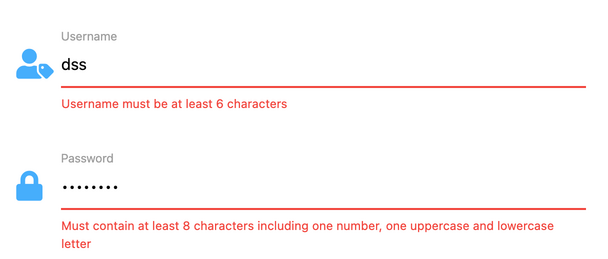 Username
dss
Username must be at least 6 characters
Password
••••••••
Must contain at least 8 characters including one number, one uppercase and lowercase
letter